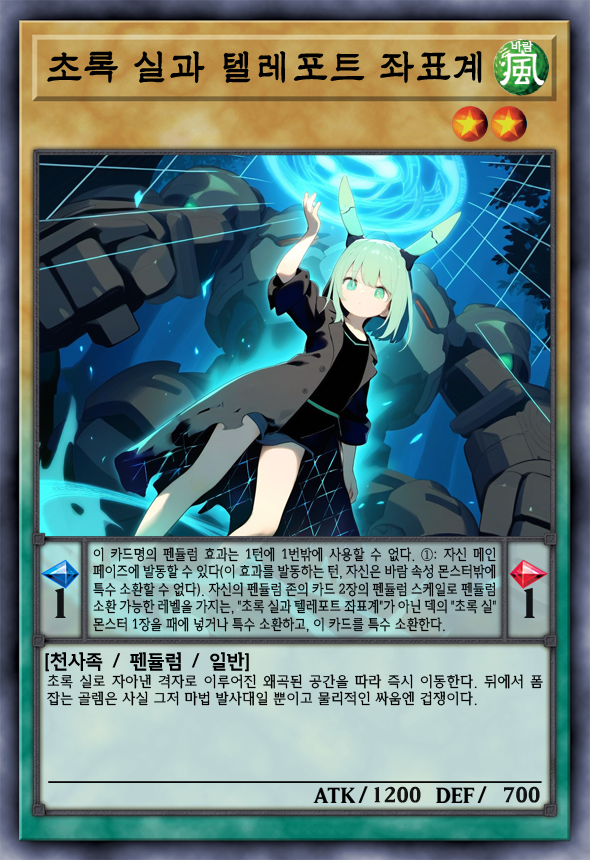 초록 실과 텔레포트 좌표계
바람
風
이 카드명의 펜듈럼 효과는 1턴에 1번밖에 사용할 수 없다. ①: 자신 메인
페이즈에 발동할 수 있다(이 효과를 발동하는 턴, 자신은 바람 속성 몬스터밖에
특수 소환할 수 없다). 자신의 펜듈럼 존의 카드 2장의 펜듈럼 스케일로 펜듈럼
소환 가능한 레벨을 가지는, "초록 실과 텔레포트 좌표계"가 아닌 덱의 "초록 실"
몬스터 1장을 패에 넣거나 특수 소환하고, 이 카드를 특수 소환한다.
1
1
[천사족 / 펜듈럼 / 일반]
초록 실로 자아낸 격자로 이루어진 왜곡된 공간을 따라 즉시 이동한다. 뒤에서 폼
잡는 골렘은 사실 그저 마법 발사대일 뿐이고 물리적인 싸움엔 겁쟁이다.
ATK/1200 DEF/ 700